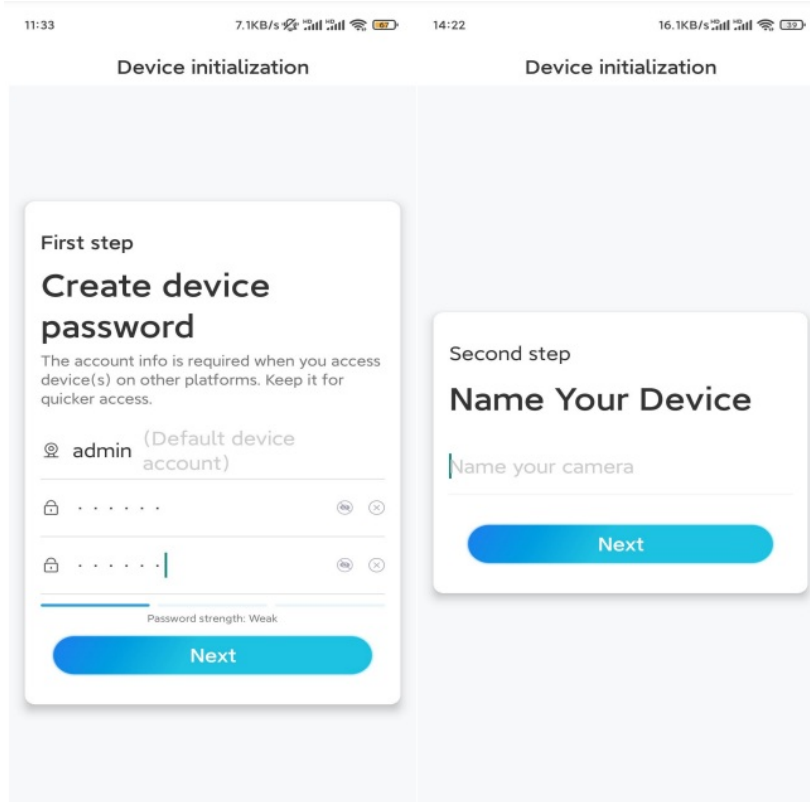 11:33
7.1KB/s
67
Device initialization
First step
Create device
password
The account info is required when you access
device(s) on other platforms. Keep it for
quicker access.
admin (Default device
account)
Password strength: Weak
Next
14:22
16.1KB/s
39
Device initialization
Second step
Name Your Device
Name your camera
Next